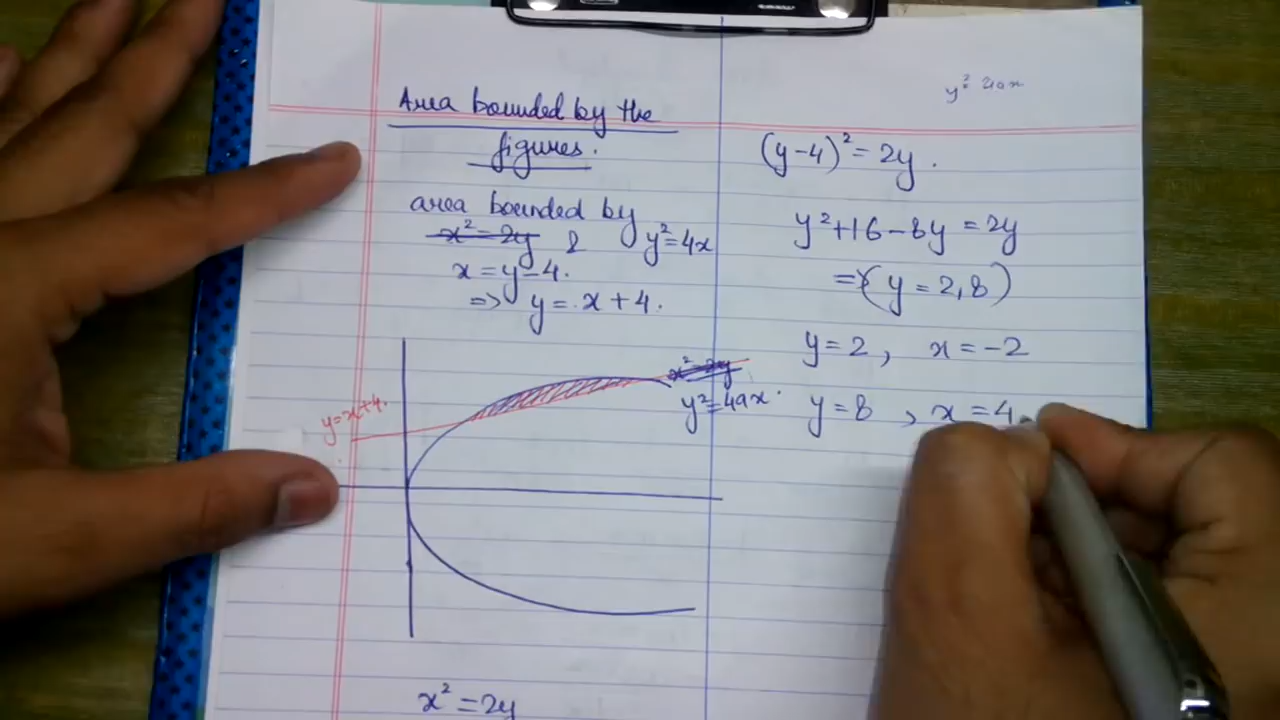 Area bounded by the
figures.
area bounded by
x² = 2y & y² = 4x
x = y - 4.
=> y = x + 4.
y = x + 4.
x² = 2y
y² = 4ax.
x² = 2y
y² 4ax
(y - 4)² = 2y.
y² + 16 - 8y = 2y
=> (y = 2, 8)
y = 2, x = -2
y = 8, x = 4